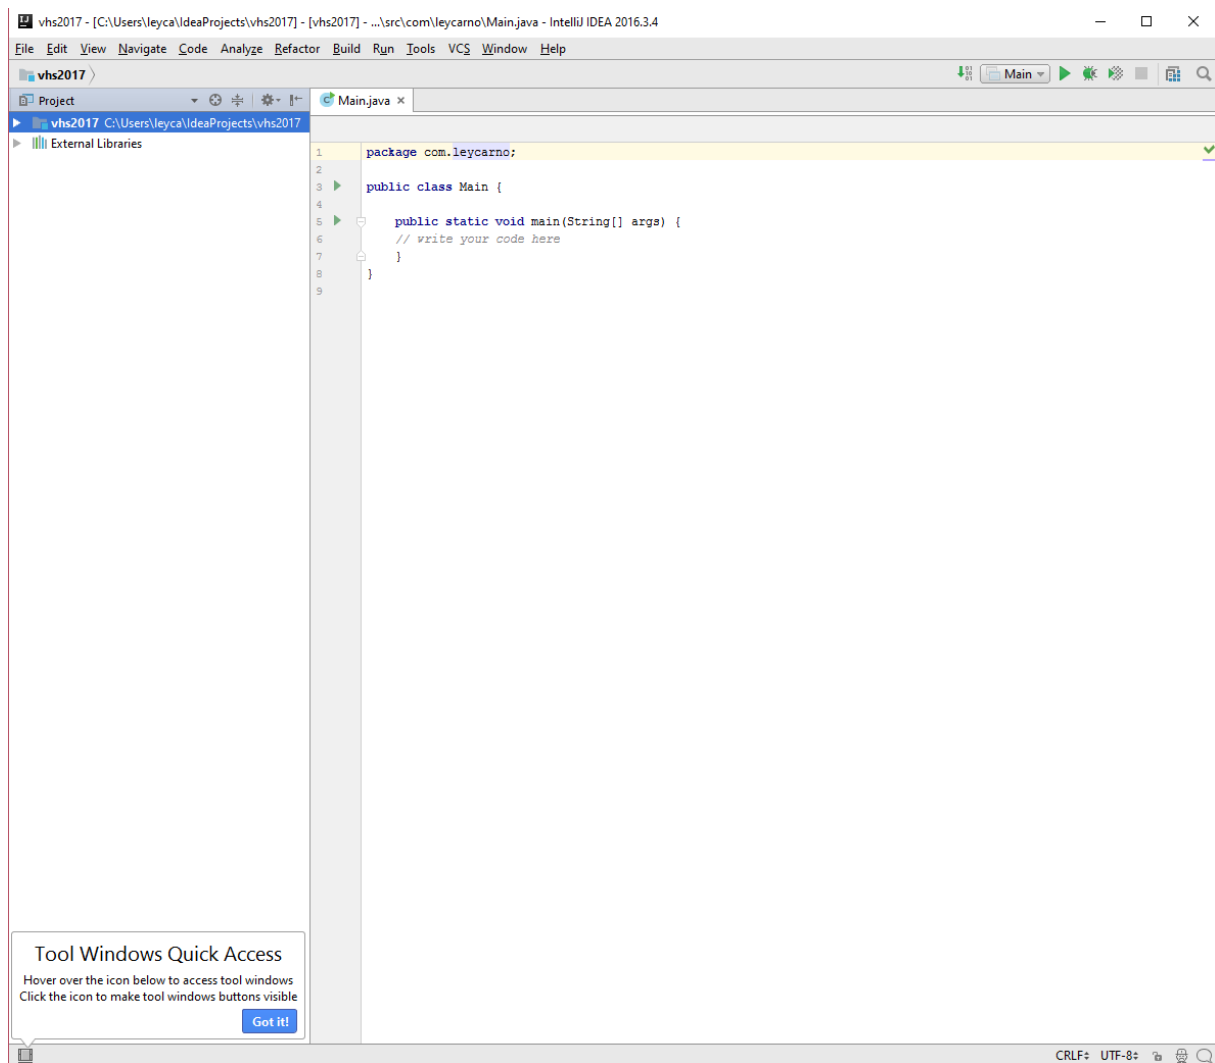 vhs2017 - [C:\Users\leyca\IdeaProjects\vhs2017] - [vhs2017] - ...\src\com\leycarno\Main.java - IntelliJ IDEA 2016.3.4
File Edit View Navigate Code Analyze Refactor Build Run Tools VCS Window Help
vhs2017 Main
Project Main.java
vhs2017 C:\Users\leyca\IdeaProjects\vhs2017
External Libraries
1 package com.leycarno;
2
3 public class Main {
4
5 public static void main(String[] args) {
6 // write your code here
7 }
8 }
9
Tool Windows Quick Access
Hover over the icon below to access tool windows
Click the icon to make tool windows buttons visible
Got it!
CRLF UTF-8